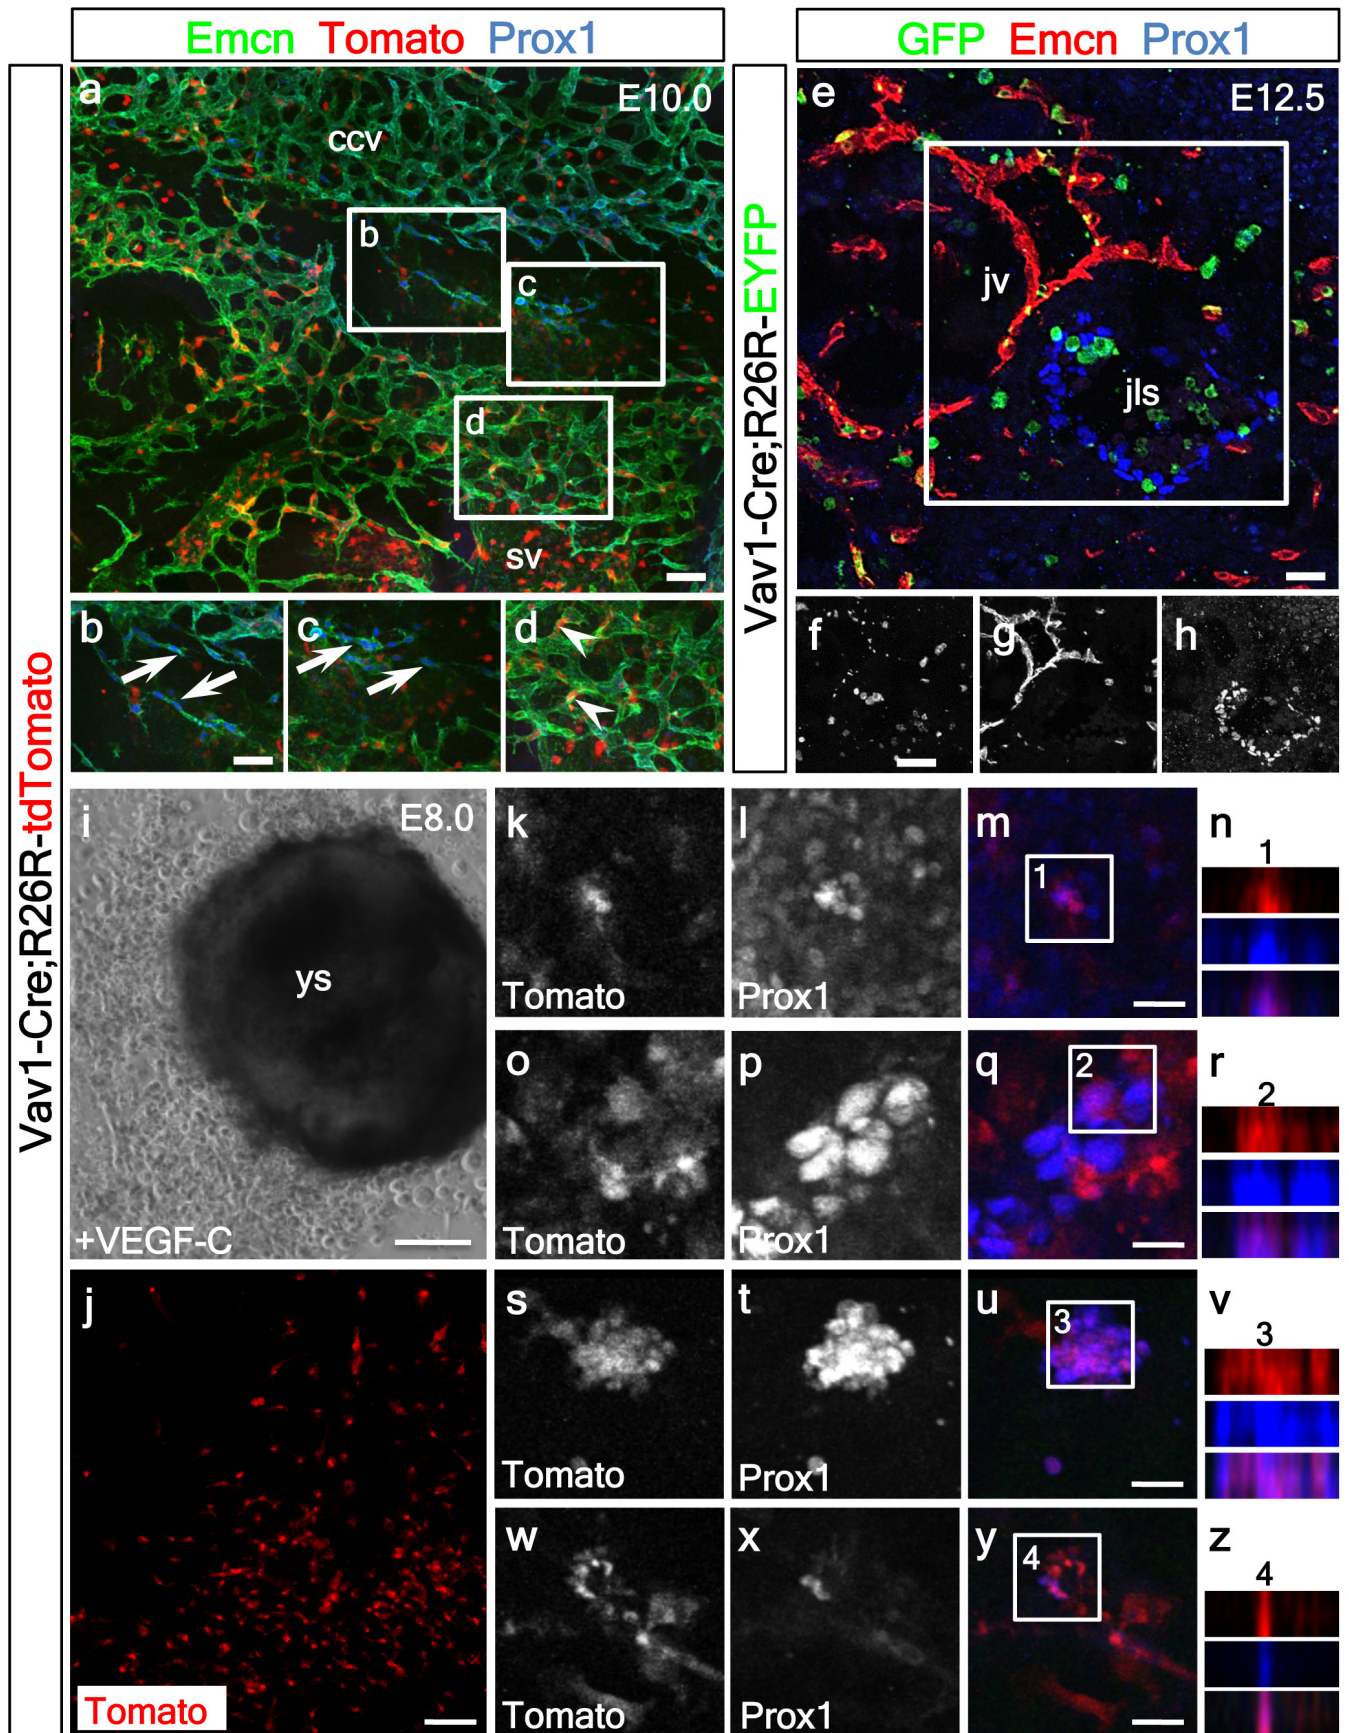 Emcn Tomato Prox1
GFP Emcn Prox1
Vav1-Cre;R26R-tdTomato
Vav1-Cre;R26R-EYFP
a
E10.0
ccv
b
c
d
sv
b
c
d
e
E12.5
jv
jls
f
g
h
i
E8.0
ys
+VEGF-C
j
Tomato
k
Tomato
l
Prox1
m
1
n
1
o
Tomato
p
Prox1
q
2
r
2
s
Tomato
t
Prox1
u
3
v
3
w
Tomato
x
Prox1
y
4
z
4